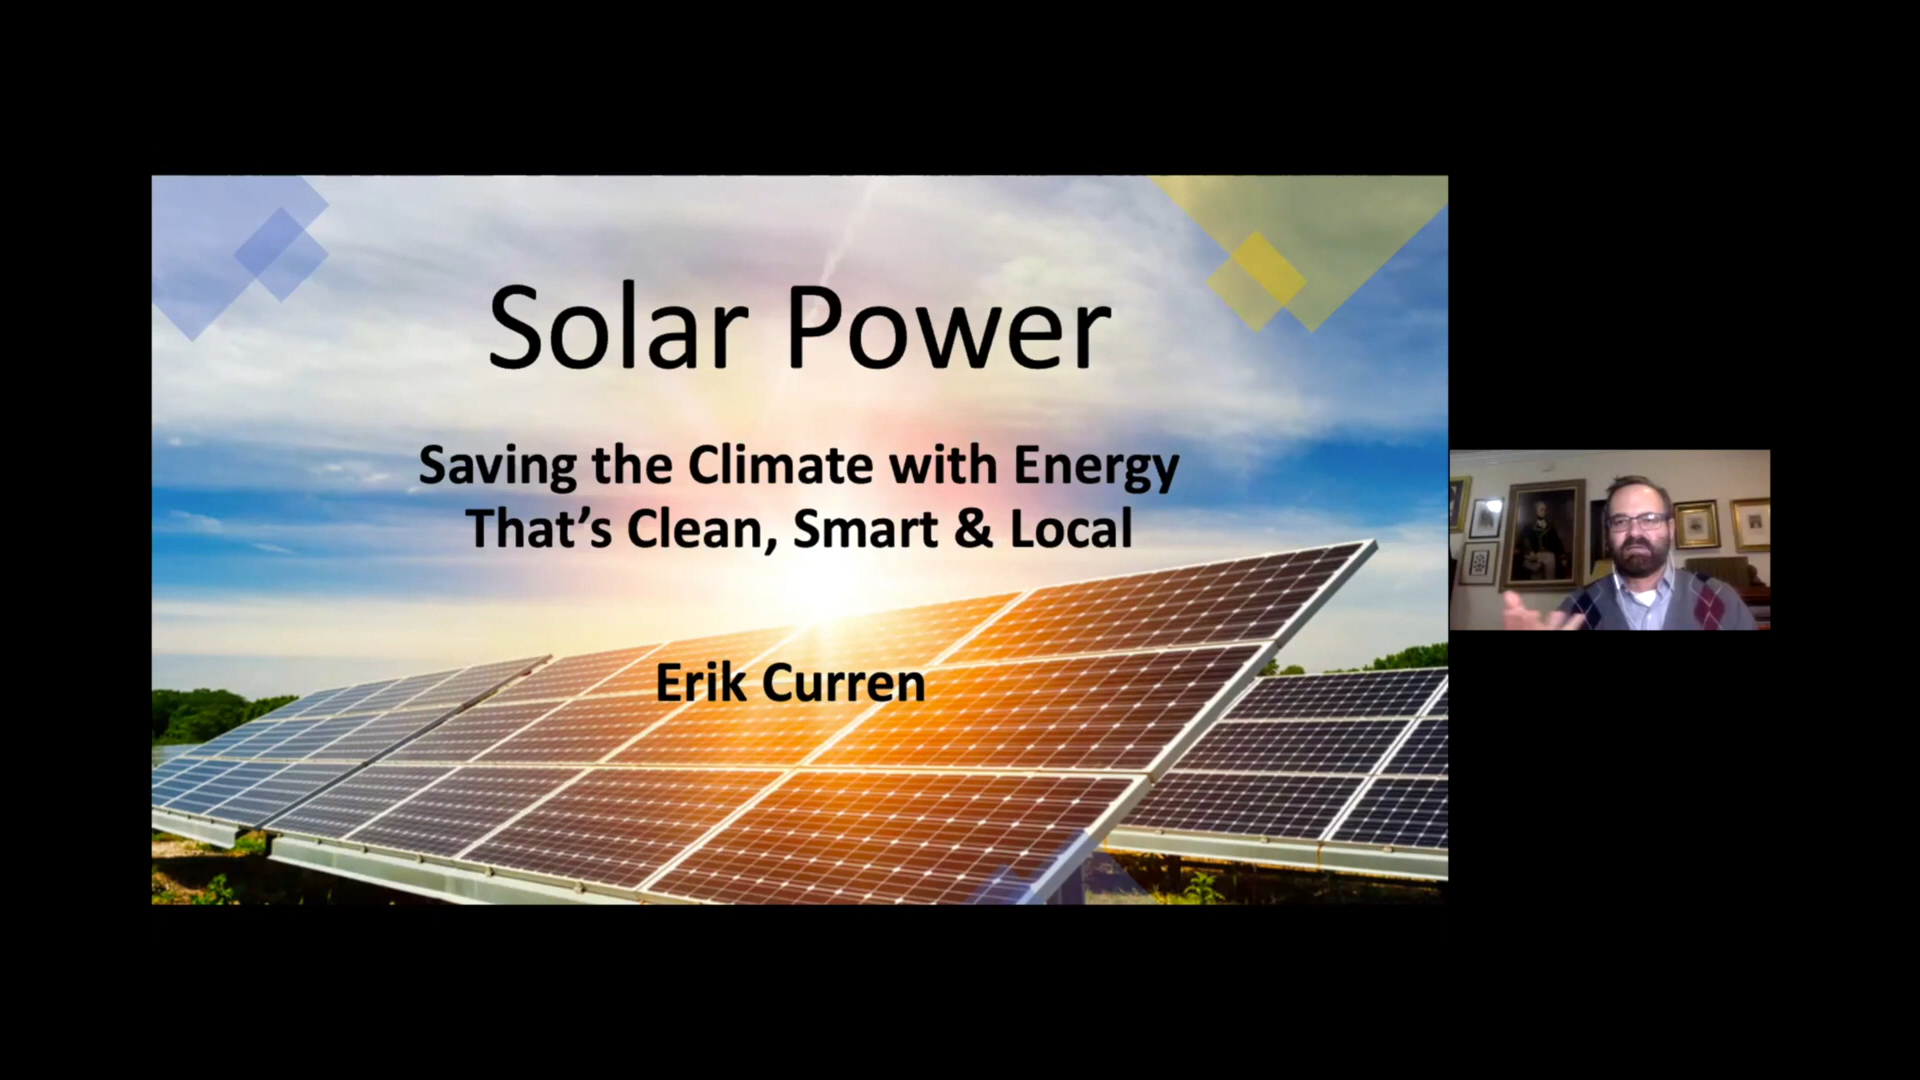 Solar Power
Saving the Climate with Energy
That’s Clean, Smart & Local
Erik Curren